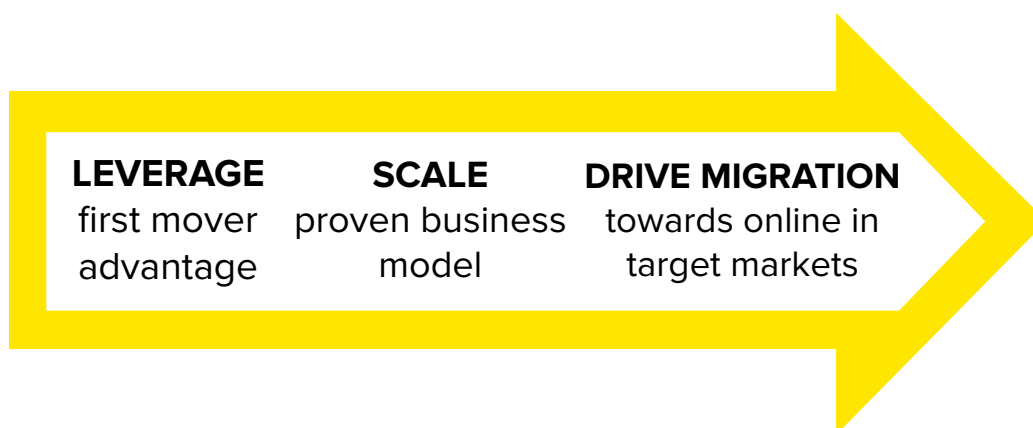 LEVERAGE
first mover
advantage
SCALE
proven business
model
DRIVE MIGRATION
towards online in
target markets